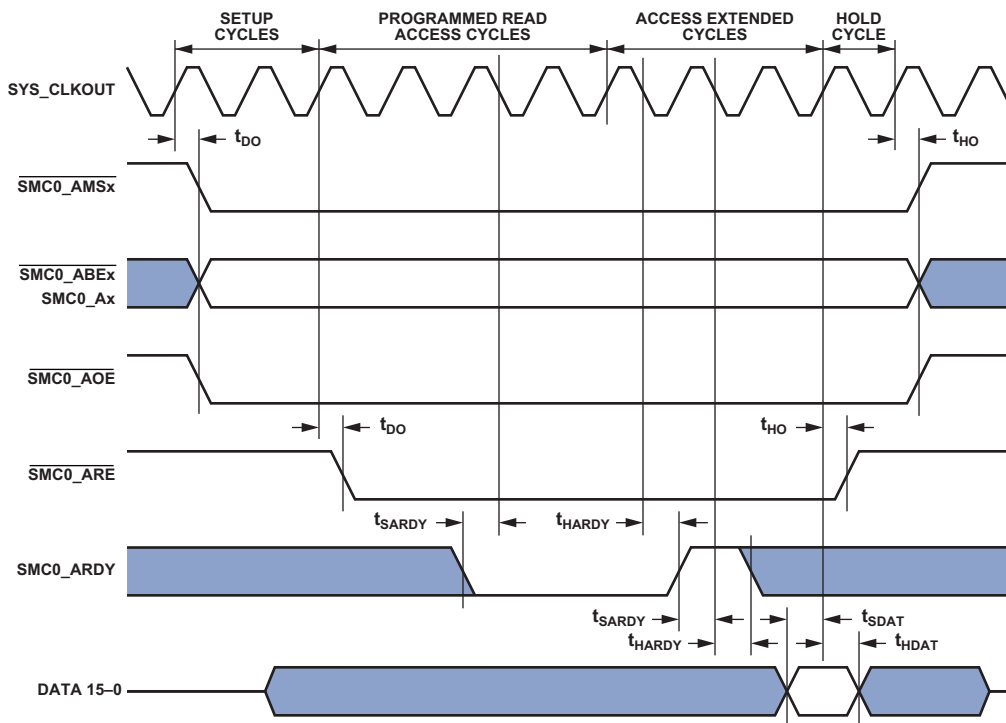 SETUP CYCLES
PROGRAMMED READ ACCESS CYCLES
ACCESS EXTENDED CYCLES
HOLD CYCLE
SYS_CLKOUT
tDO
tHO
SMC0_AMSx
SMC0_ABEx
SMC0_Ax
SMC0_AOE
tDO
tHO
SMC0_ARE
tSARDY
tHARDY
SMC0_ARDY
tSARDY
tSDAT
tHARDY
tHDAT
DATA 15–0